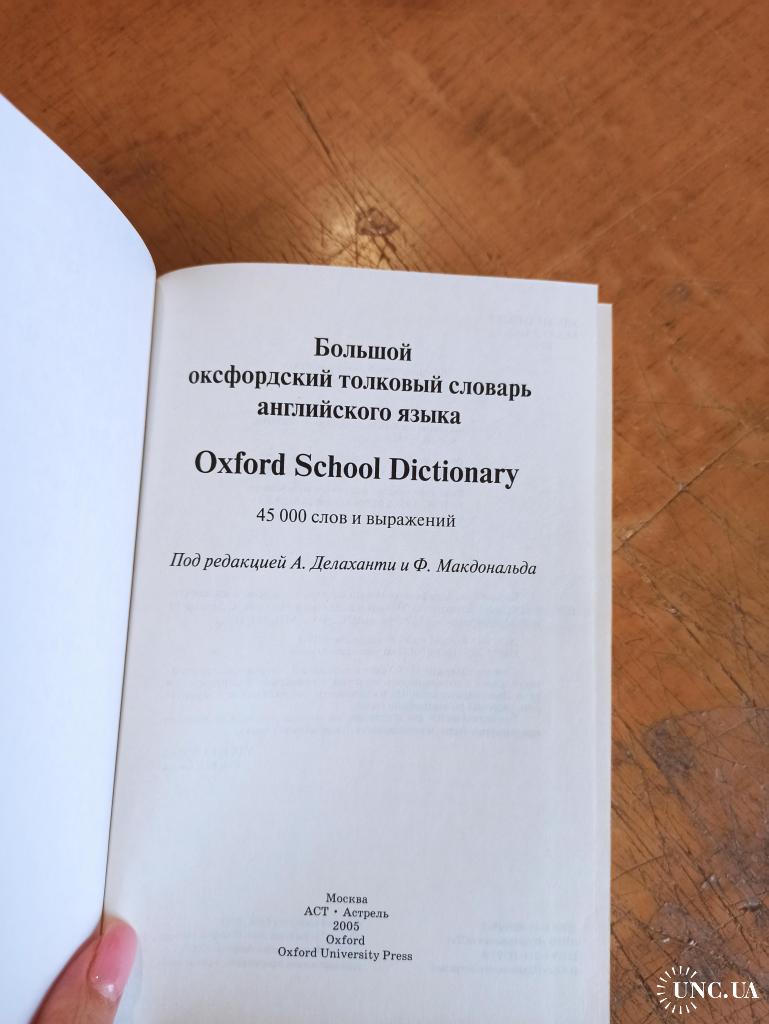 Большой
оксфордский толковый словарь
английского языка
Oxford School Dictionary
45 000 слов и выражений
Под редакцией А. Делаханти и Ф. Макдональда
Москва
АСТ • Астрель
2005
Oxford
Oxford University Press
UNC.UA